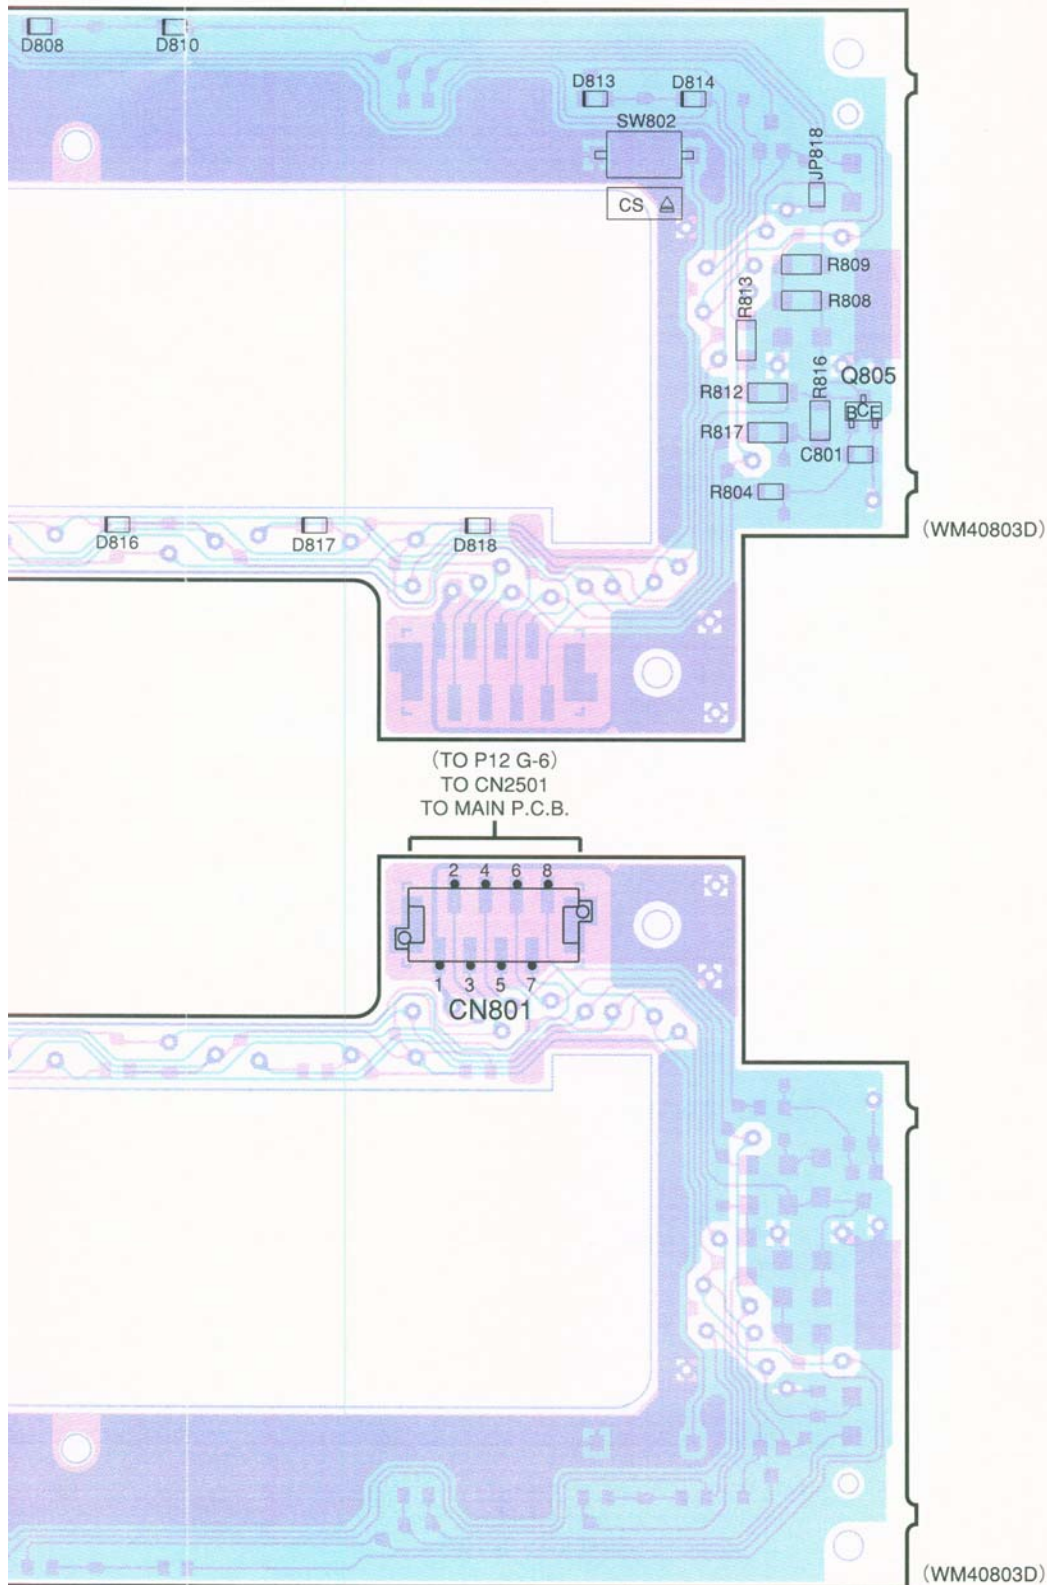 D808
D810
D813
D814
SW802
JP818
CS
R809
R813
R808
R816
Q805
R812
B C E
R817
C801
R804
(WM40803D)
D816
D817
D818
(TO P12 G-6)
TO CN2501
TO MAIN P.C.B.
2 4 6 8
1 3 5 7
CN801
(WM40803D)